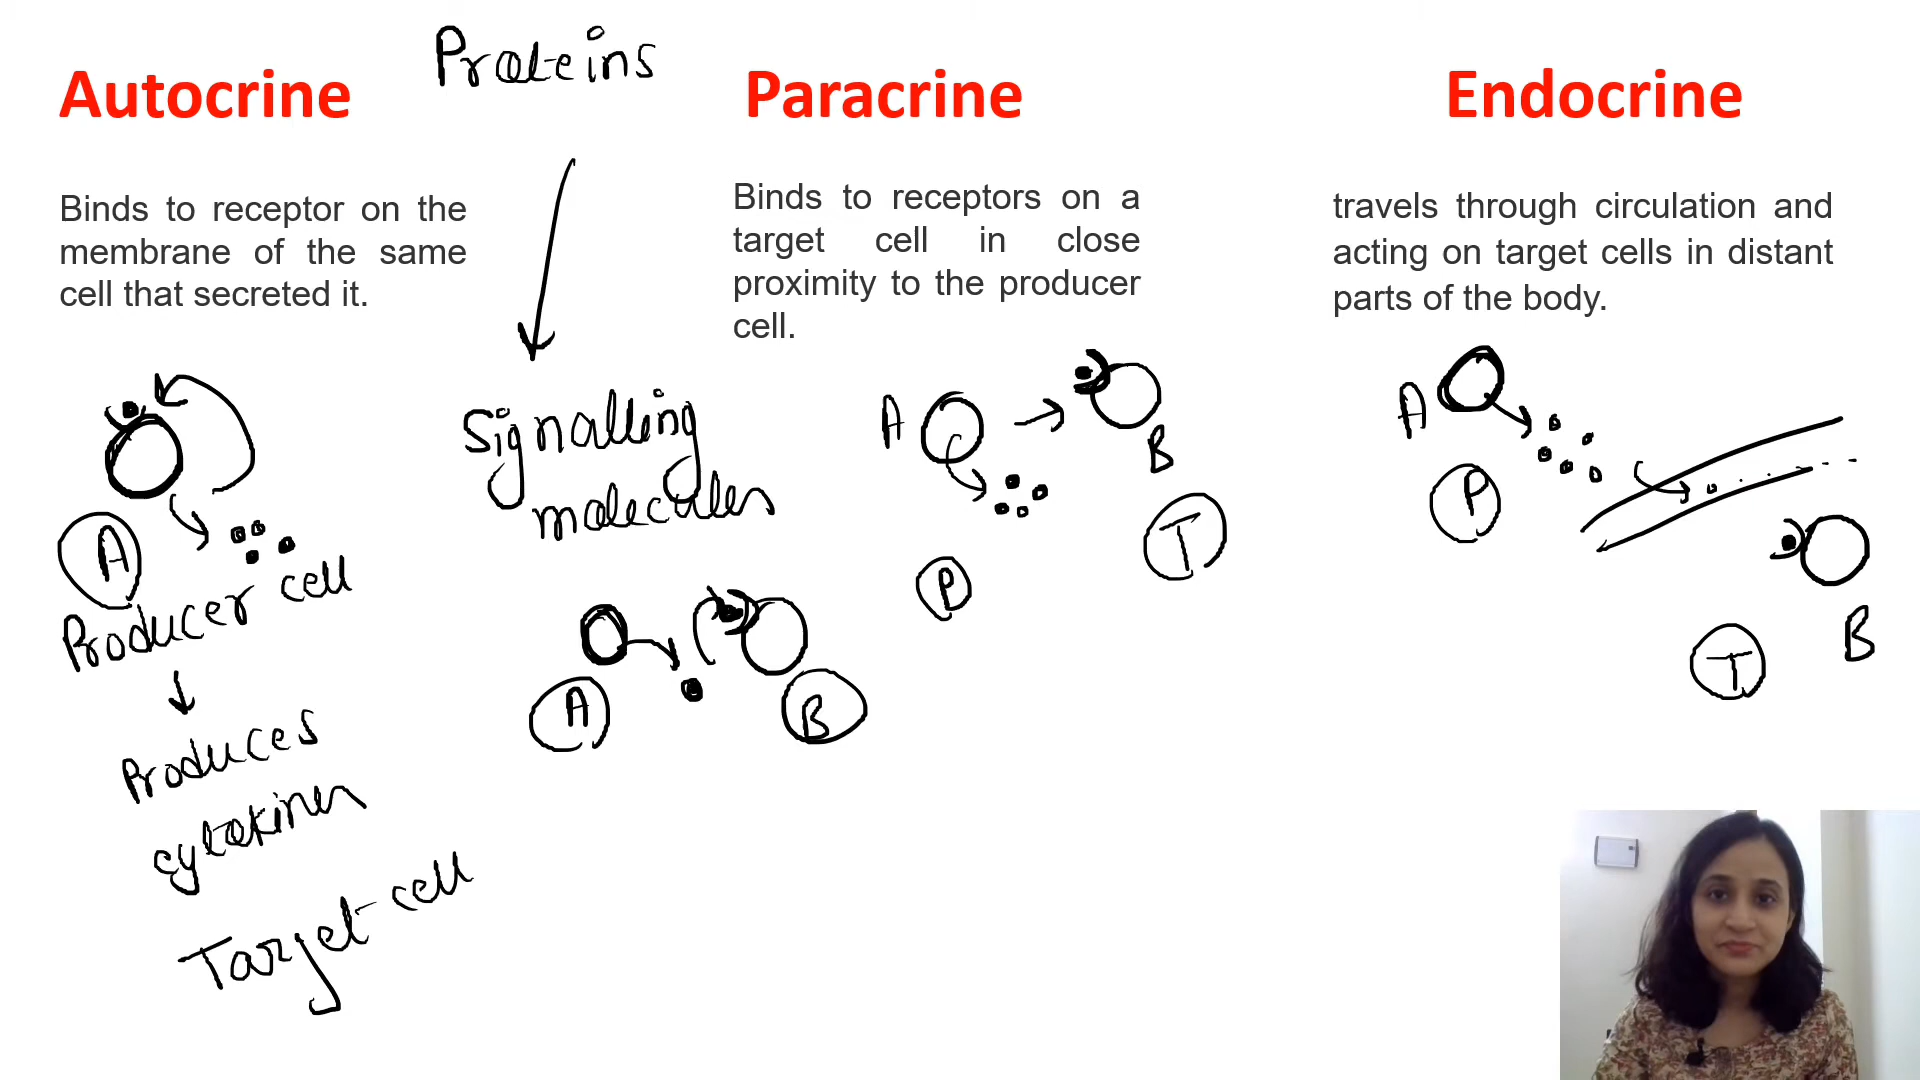 Proteins
Autocrine
Paracrine
Endocrine
Binds to receptor on the
membrane of the same
cell that secreted it.
Binds to receptors on a
target cell in close
proximity to the producer
cell.
travels through circulation and
acting on target cells in distant
parts of the body.
Signalling
molecules
A
Producer cell
Produces
cytokines
Target cell
A
B
A
B
P
T
A
P
B
T